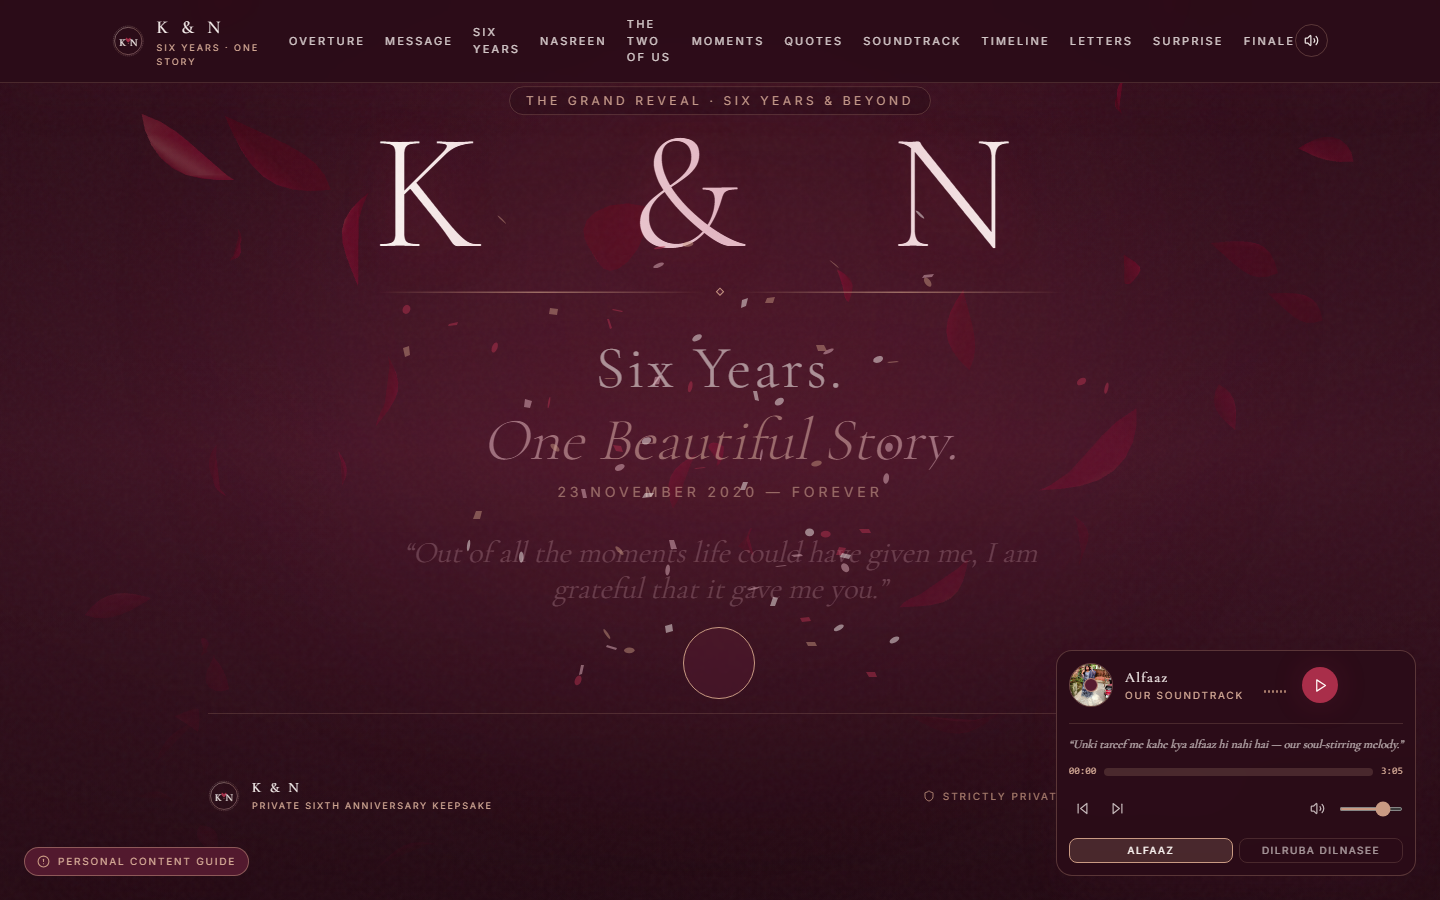 K & N
SIX YEARS · ONE
STORY
OVERTURE
MESSAGE
SIX
YEARS
NASREEN
THE
TWO
OF US
MOMENTS
QUOTES
SOUNDTRACK
TIMELINE
LETTERS
SURPRISE
FINALE
THE GRAND REVEAL · SIX YEARS & BEYOND
K & N
Six Years.
One Beautiful Story.
23 NOVEMBER 2020 — FOREVER
“Out of all the moments life could have given me, I am
grateful that it gave me you.”
Alfaaz
OUR SOUNDTRACK
“Unki tareef me kahe kya alfaaz hi nahi hai — our soul-stirring melody.”
00:00
3:05
ALFAAZ
DILRUBA DILNASEE
K & N
PRIVATE SIXTH ANNIVERSARY KEEPSAKE
STRICTLY PRIVAT
PERSONAL CONTENT GUIDE